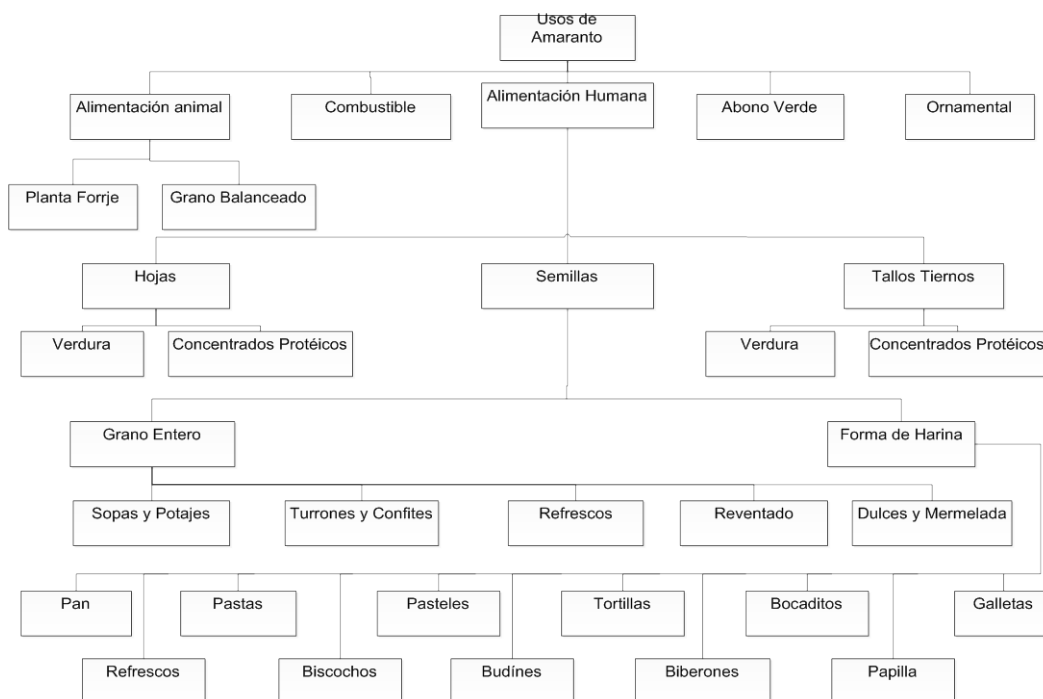 Usos de
Amaranto
Alimentación animal
Combustible
Alimentación Humana
Abono Verde
Ornamental
Planta Forrje
Grano Balanceado
Hojas
Semillas
Tallos Tiernos
Verdura
Concentrados Protéicos
Verdura
Concentrados Protéicos
Grano Entero
Forma de Harina
Sopas y Potajes
Turrones y Confites
Refrescos
Reventado
Dulces y Mermelada
Pan
Pastas
Pasteles
Tortillas
Bocaditos
Galletas
Refrescos
Biscochos
Budínes
Biberones
Papilla